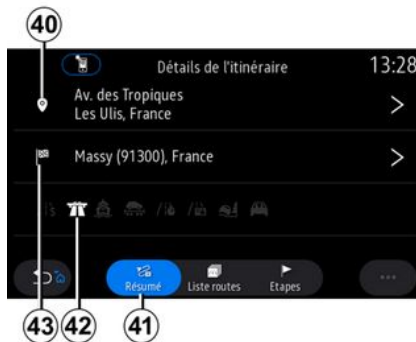 40
Détails de l'itinéraire 13:28
Av. des Tropiques
Les Ulis, France
Massy (91300), France
Résumé Liste routes Etapes
43 42 41